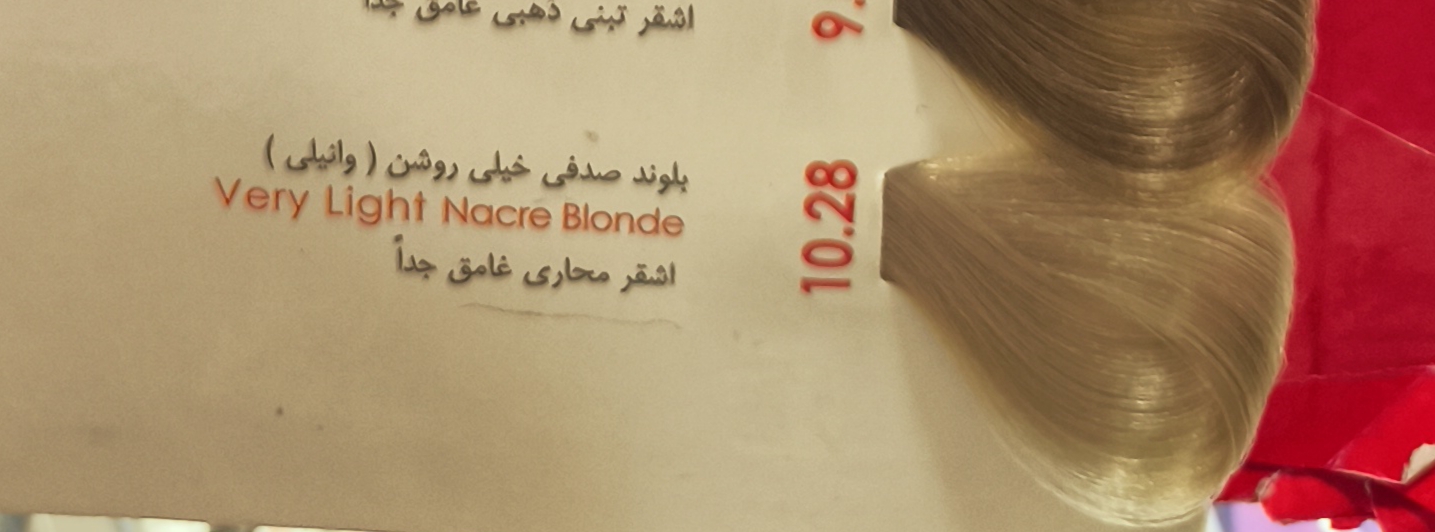 اشقر تبنی ذهبی غامق جداً
9.
بلوند صدفی خیلی روشن ( وانیلی )
Very Light Nacre Blonde
اشقر محاری غامق جداً
10.28